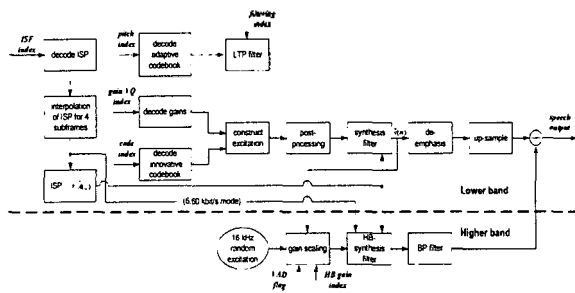 filtering
index
ISF index
decode ISP
pitch
index
decode
adaptive
codebook
LTP filter
interpolation
of ISP for 4
subframes
gain VQ
index
decode gains
construct
excitation
post-
processing
synthesis
filter
de-
emphasis
up-sample
speech
output
code
index
decode
innovative
codebook
ISP
(6.60 kbit/s mode)
Lower band
Higher band
16 kHz
random
excitation
gain scaling
HB-
synthesis
filter
BP filter
VAD
flag
HB gain
index